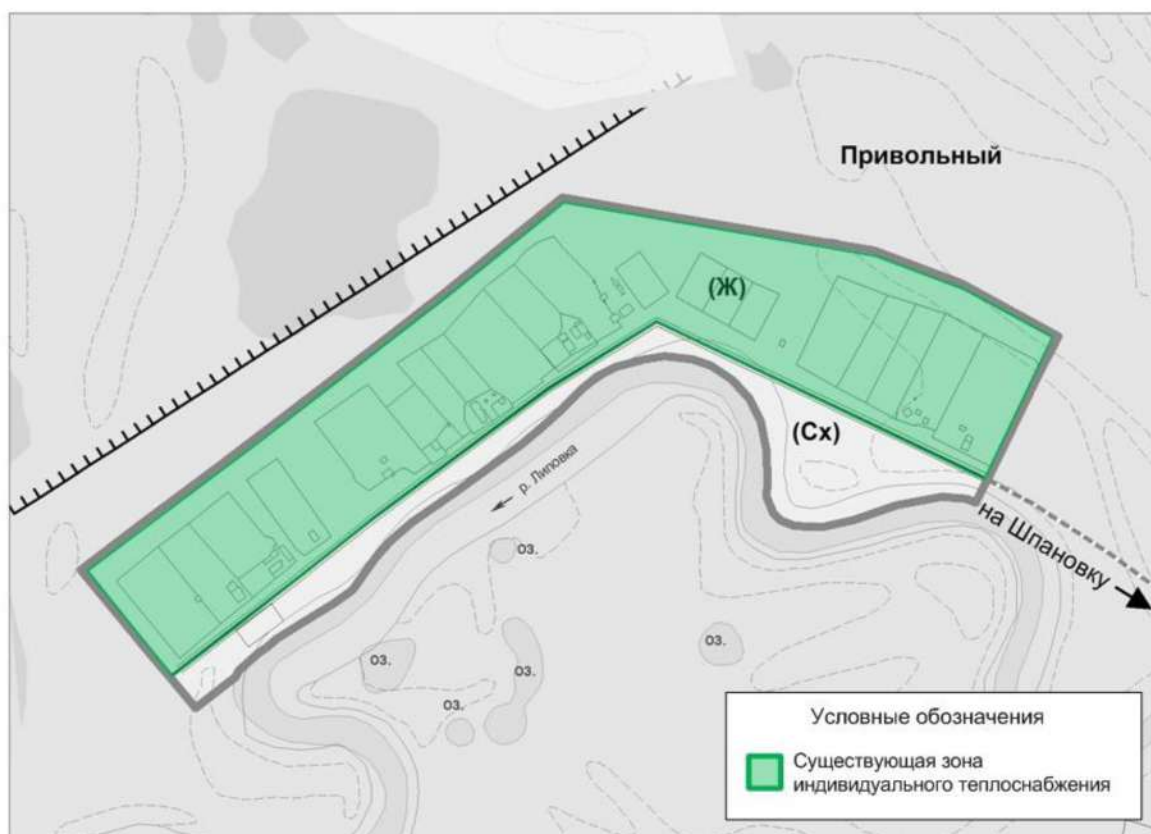 Привольный
(Ж)
(Сх)
р. Липовка
на Шпановку
оз.
оз.
оз.
оз.
оз.
Условные обозначения
Существующая зона
индивидуального теплоснабжения